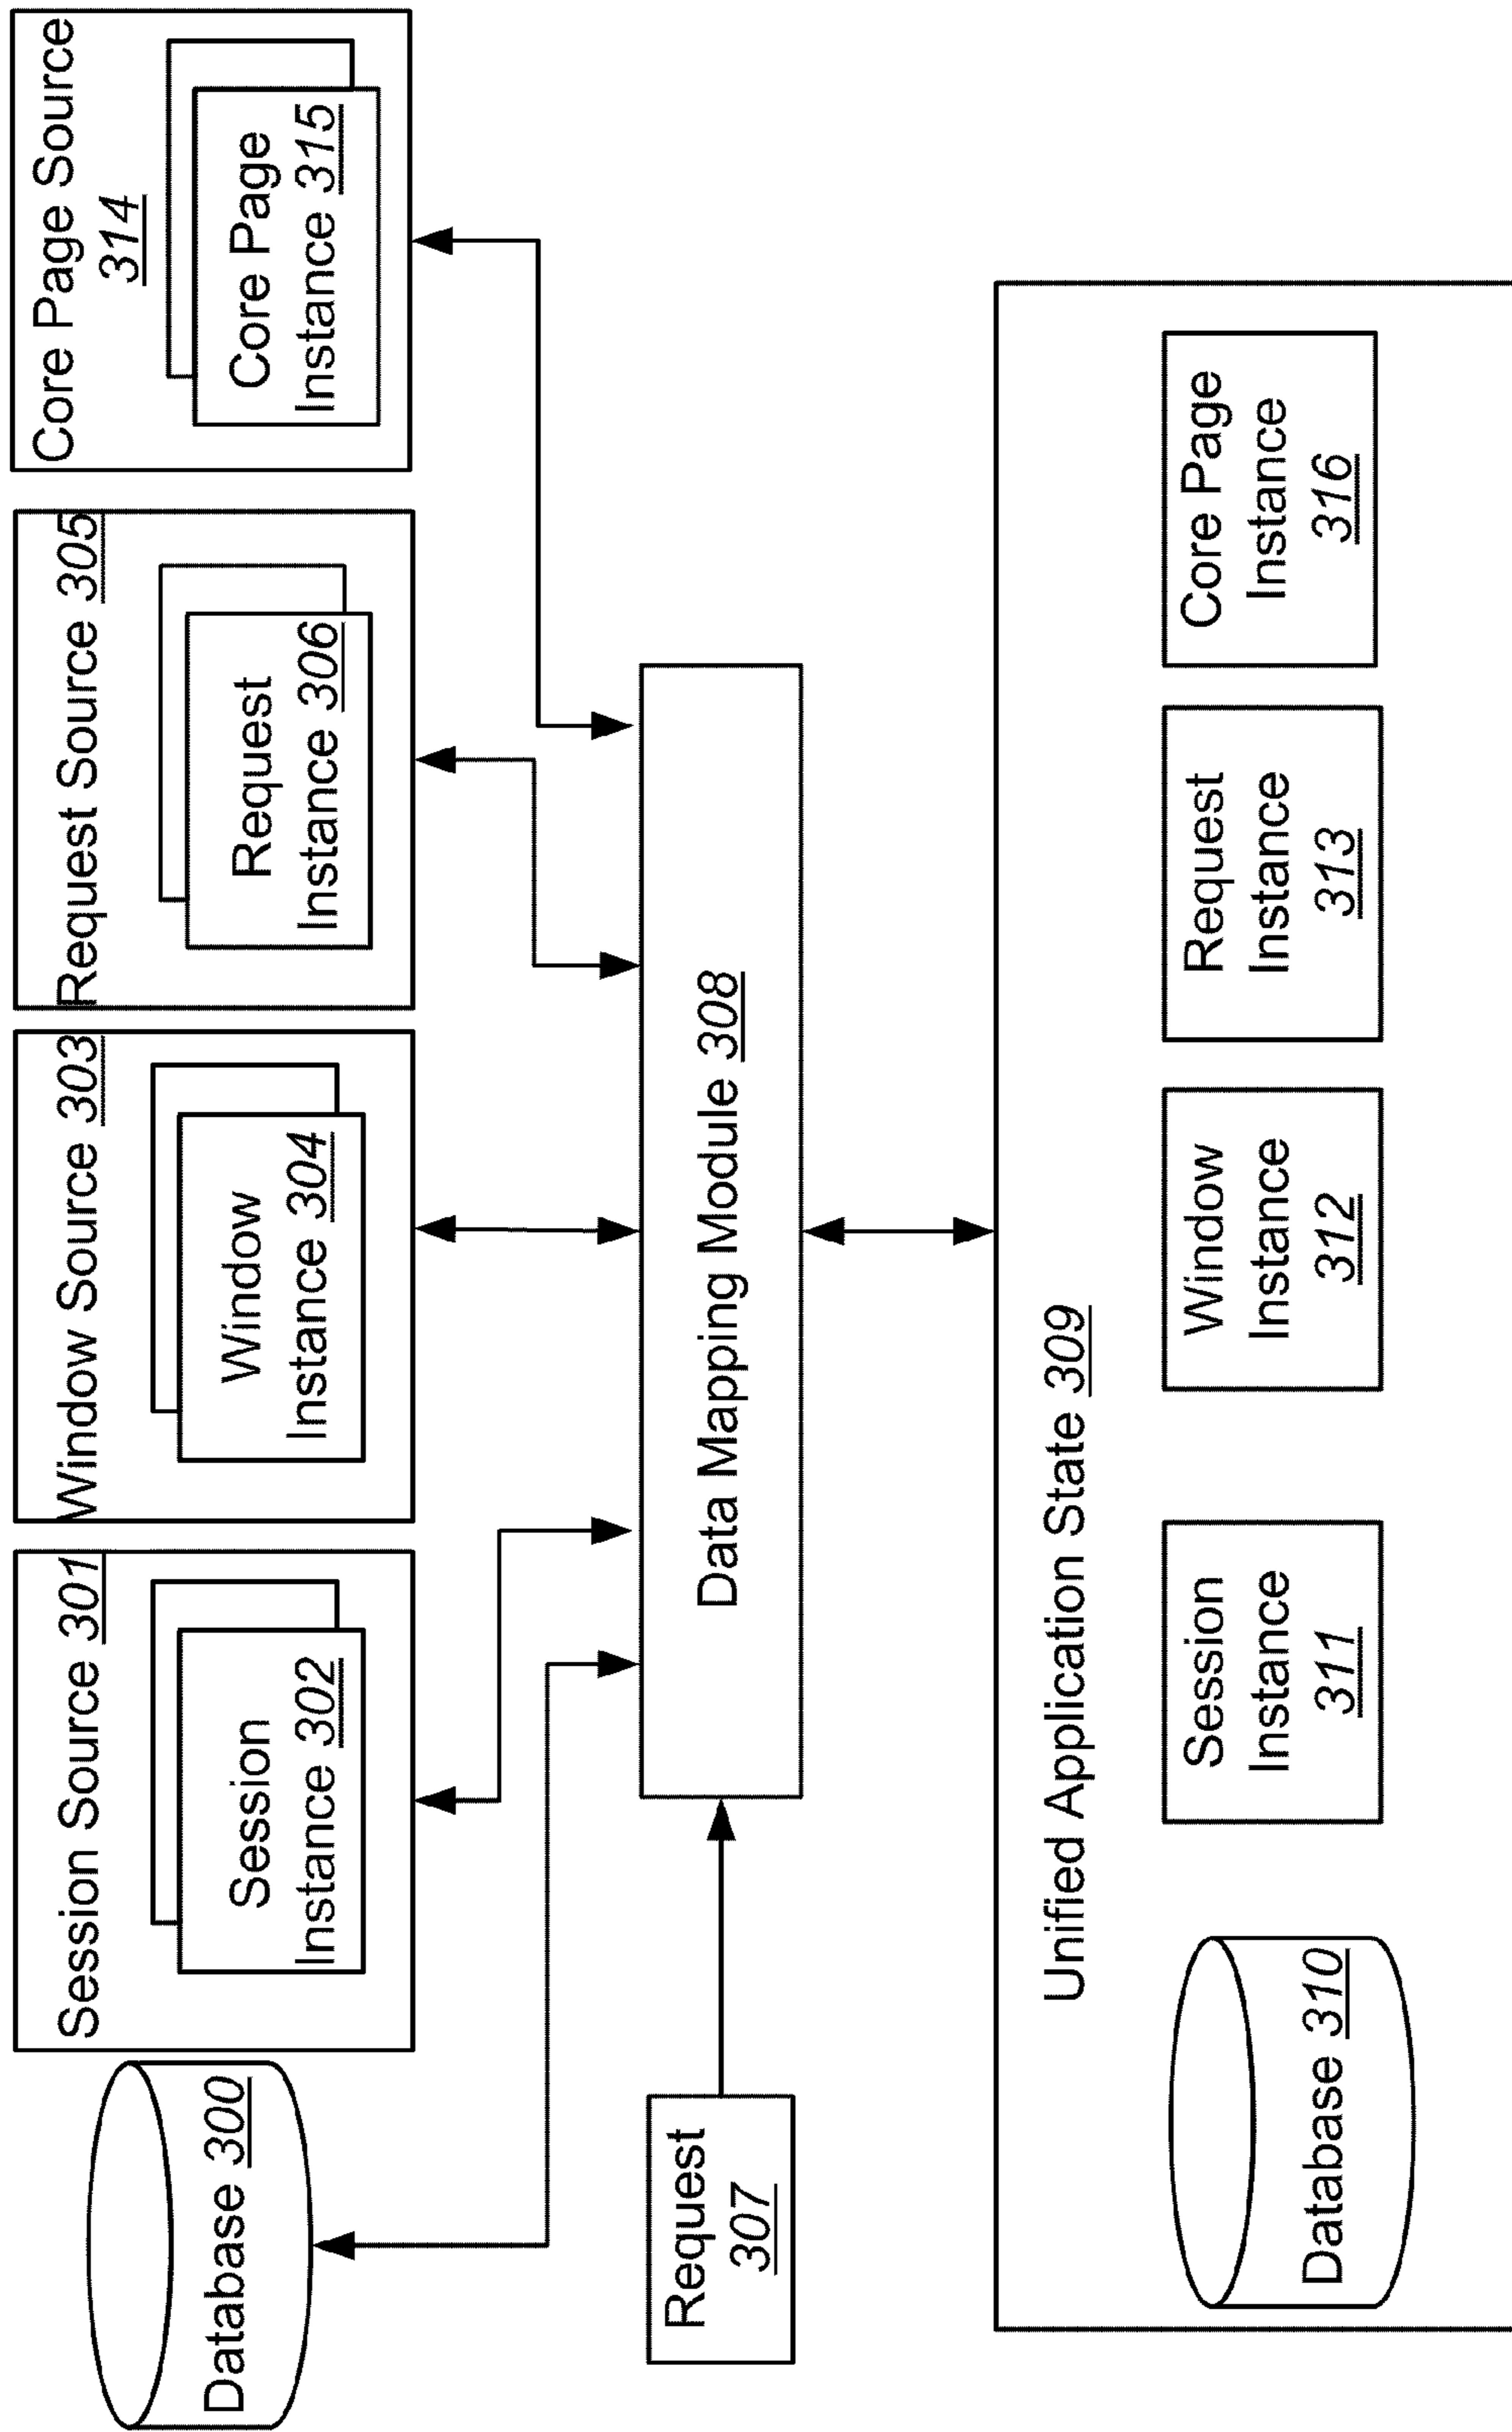 Database 300
Session Source 301
Session
Instance 302
Window Source 303
Window
Instance 304
Request Source 305
Request
Instance 306
Core Page Source
314
Core Page
Instance 315
Request
307
Data Mapping Module 308
Unified Application State 309
Database 310
Session
Instance
311
Window
Instance
312
Request
Instance
313
Core Page
Instance
316